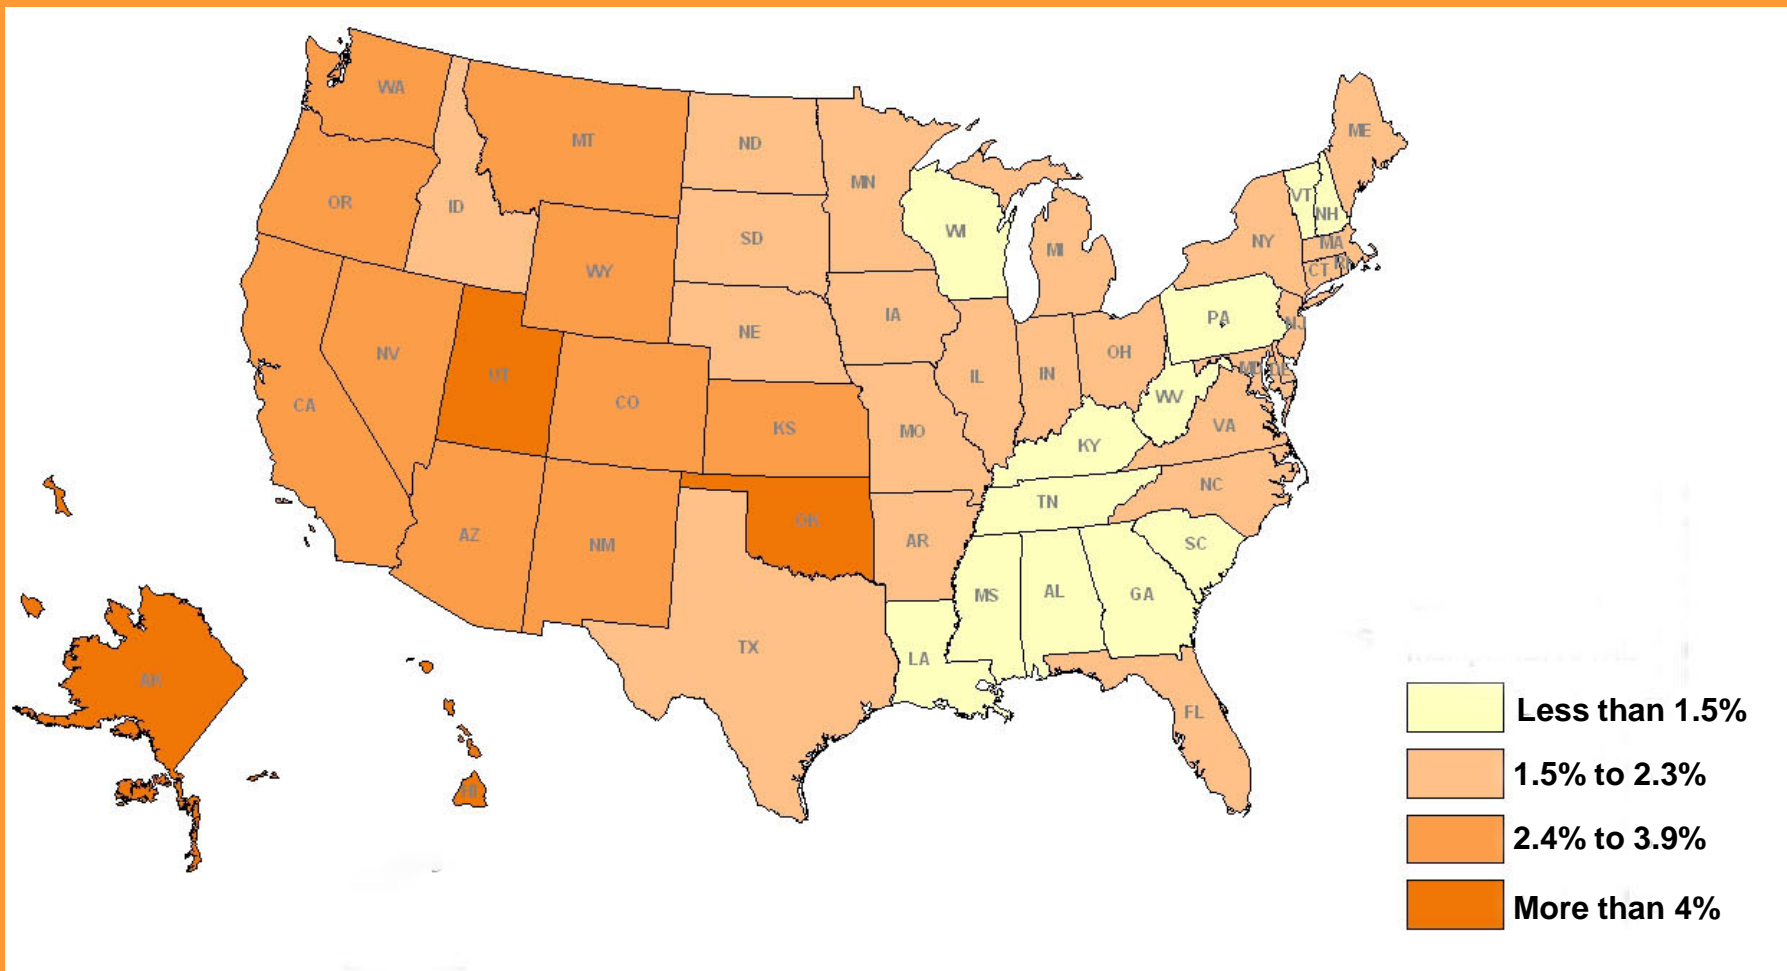 WA
MT
ND
MN
ME
OR
ID
SD
WI
MI
VT
NH
NY
MA
CT
RI
WY
IA
PA
NJ
NE
OH
NV
UT
CO
IL
IN
MD
DE
WV
CA
KS
MO
KY
VA
NC
TN
AZ
NM
OK
AR
SC
MS
AL
GA
TX
LA
AK
FL
HI
Less than 1.5%
1.5% to 2.3%
2.4% to 3.9%
More than 4%